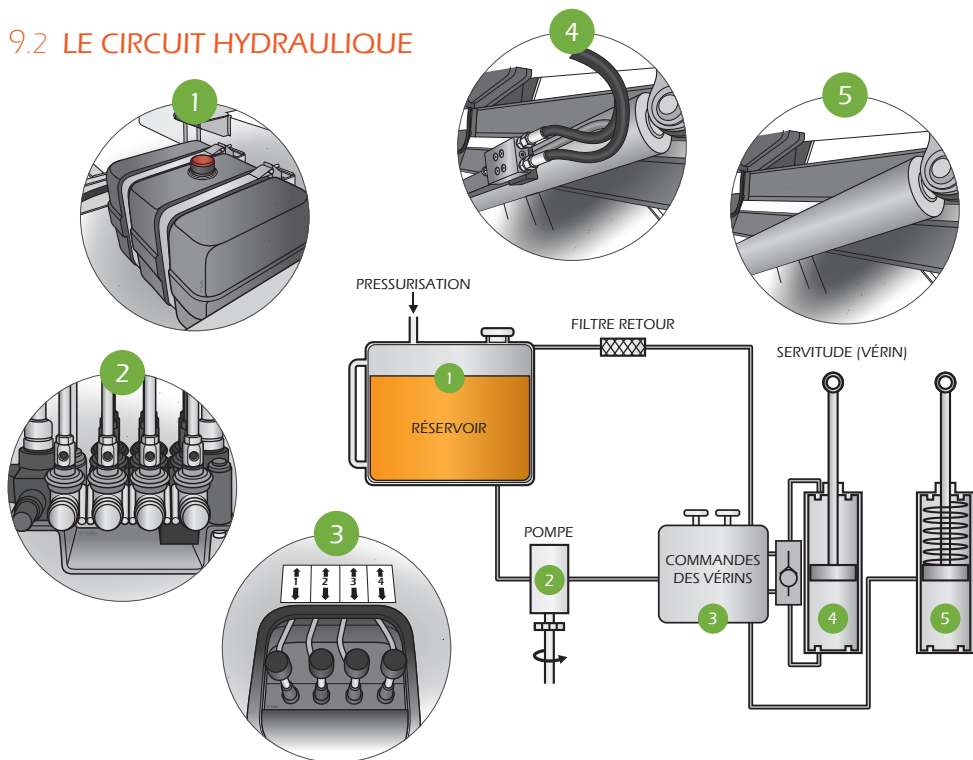 9.2 LE CIRCUIT HYDRAULIQUE
1
4
5
PRESSURISATION
FILTRE RETOUR
SERVITUDE (VÉRIN)
1
RÉSERVOIR
2
POMPE
2
COMMANDES
DES VÉRINS
3
4
5
3
1 2 3 4